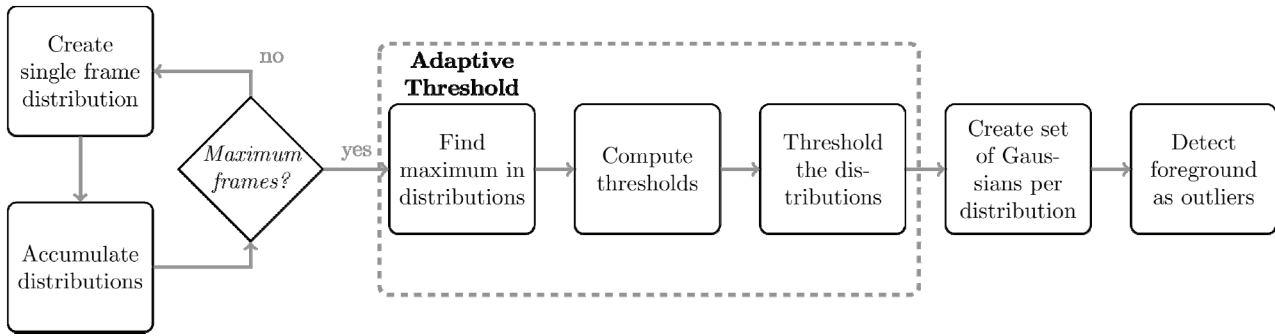 Create
single frame
distribution
Accumulate
distributions
no
Maximum
frames?
yes
Adaptive
Threshold
Find
maximum in
distributions
Compute
thresholds
Threshold
the dis-
tributions
Create set
of Gaus-
sians per
distribution
Detect
foreground
as outliers